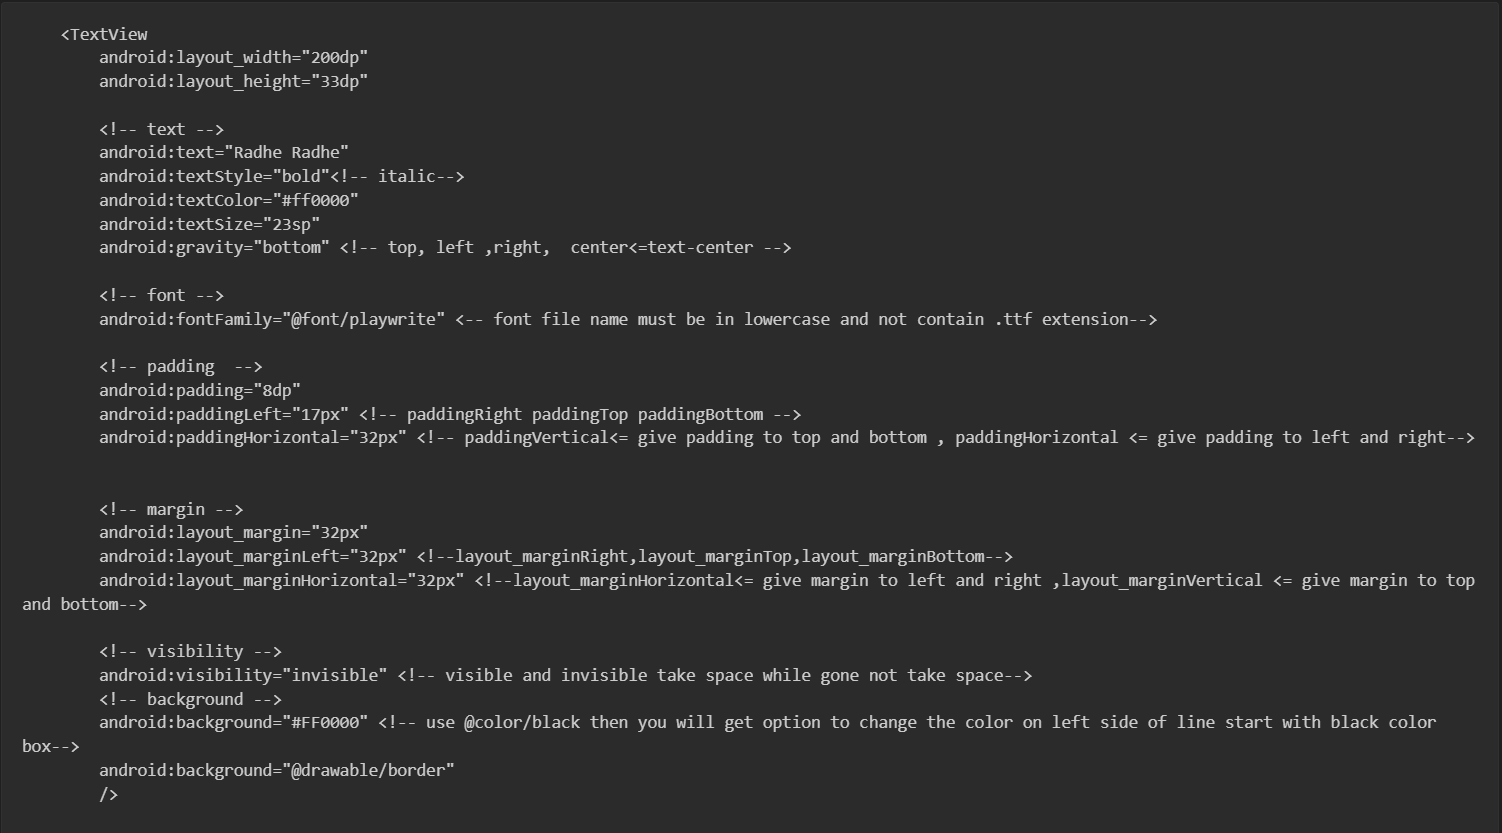 <TextView
android:layout_width="200dp"
android:layout_height="33dp"
<!-- text -->
android:text="Radhe Radhe"
android:textStyle="bold"<!-- italic-->
android:textColor="#ff0000"
android:textSize="23sp"
android:gravity="bottom" <!-- top, left ,right,  center<=text-center -->
<!-- font -->
android:fontFamily="@font/playwrite" <-- font file name must be in lowercase and not contain .ttf extension-->
<!-- padding  -->
android:padding="8dp"
android:paddingLeft="17px" <!-- paddingRight paddingTop paddingBottom -->
android:paddingHorizontal="32px" <!-- paddingVertical<= give padding to top and bottom , paddingHorizontal <= give padding to left and right-->
<!-- margin -->
android:layout_margin="32px"
android:layout_marginLeft="32px" <!--layout_marginRight,layout_marginTop,layout_marginBottom-->
android:layout_marginHorizontal="32px" <!--layout_marginHorizontal<= give margin to left and right ,layout_marginVertical <= give margin to top
and bottom-->
<!-- visibility -->
android:visibility="invisible" <!-- visible and invisible take space while gone not take space-->
<!-- background -->
android:background="#FF0000" <!-- use @color/black then you will get option to change the color on left side of line start with black color
box-->
android:background="@drawable/border"
/>